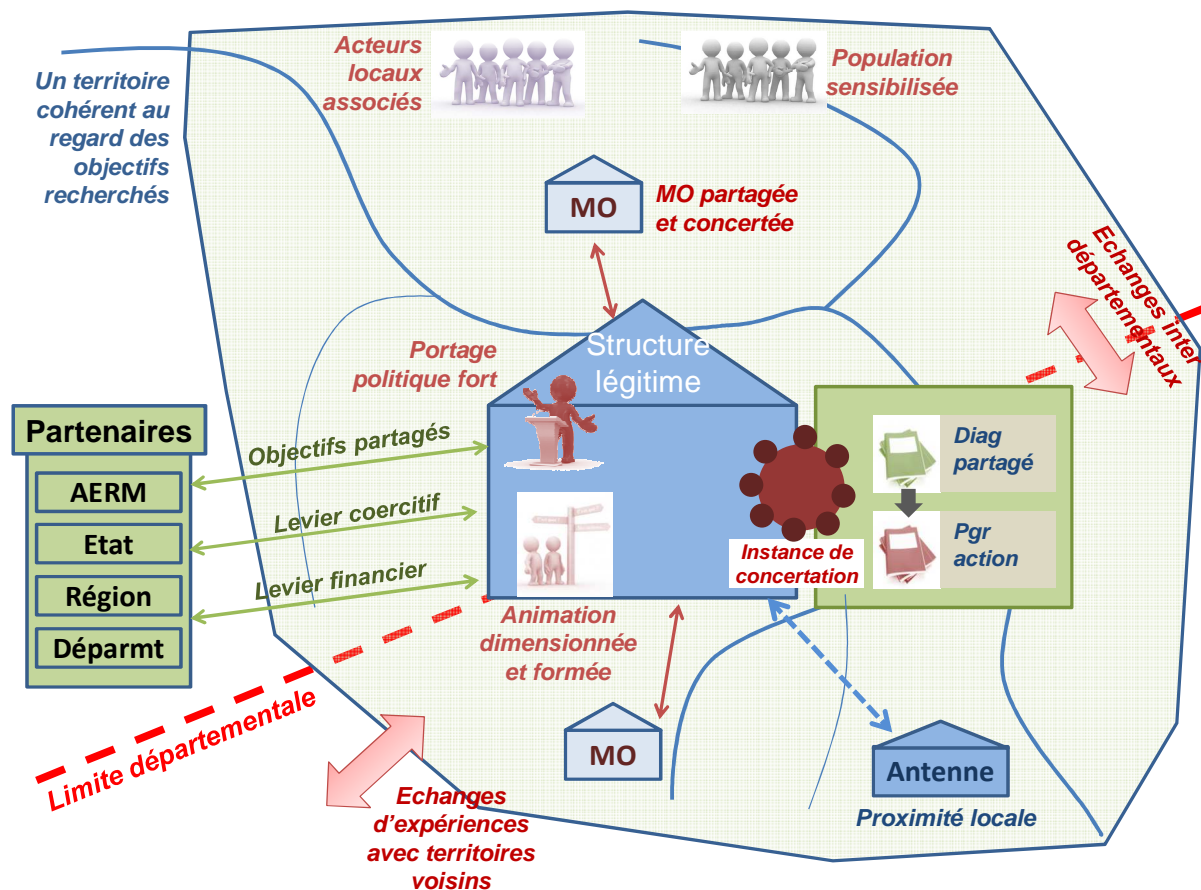 Un territoire
cohérent au
regard des
objectifs
recherchés
Acteurs
locaux
associés
Population
sensibilisée
MO
MO partagée
et concertée
Echanges inter
départementaux
Portage
politique fort
Structure
légitime
Partenaires
AERM
Etat
Région
Déparmt
Objectifs partagés
Levier coercitif
Levier financier
Diag
partagé
Pgr
action
Instance de
concertation
Animation
dimensionnée
et formée
Limite départementale
MO
Antenne
Proximité locale
Echanges
d’expériences
avec territoires
voisins